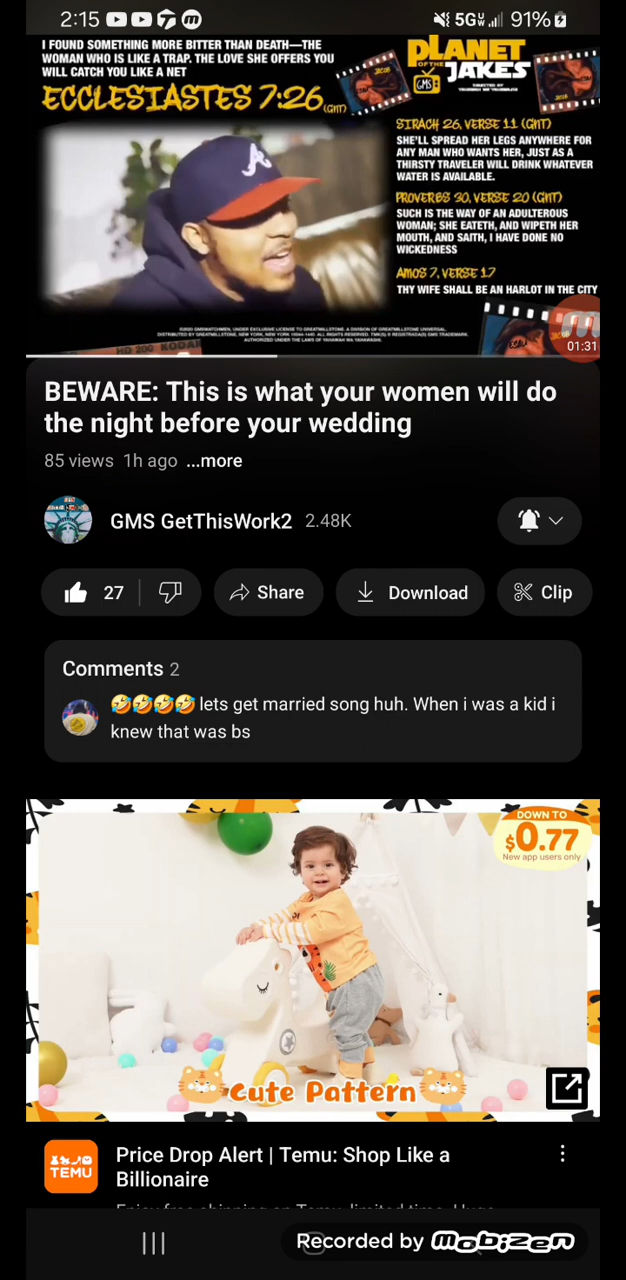 2:15
5G
91%
I FOUND SOMETHING MORE BITTER THAN DEATH—THE
WOMAN WHO IS LIKE A TRAP. THE LOVE SHE OFFERS YOU
WILL CATCH YOU LIKE A NET
ECCLESIASTES 7:26 (GNT)
PLANET
OF THE
JAKES
GMS
SIRACH 26, VERSE 11 (GNT)
SHE'LL SPREAD HER LEGS ANYWHERE FOR
ANY MAN WHO WANTS HER, JUST AS A
THIRSTY TRAVELER WILL DRINK WHATEVER
WATER IS AVAILABLE.
PROVERBS 30, VERSE 20 (GNT)
SUCH IS THE WAY OF AN ADULTEROUS
WOMAN; SHE EATETH, AND WIPETH HER
MOUTH, AND SAITH, I HAVE DONE NO
WICKEDNESS
AMOS 7, VERSE 17
THY WIFE SHALL BE AN HARLOT IN THE CITY
A
HD 200 KODAK
01:31
BEWARE: This is what your women will do
the night before your wedding
85 views 1h ago ...more
GMS GetThisWork2 2.48K
27
Share
Download
Clip
Comments 2
🤣🤣🤣🤣 lets get married song huh. When i was a kid i
knew that was bs
DOWN TO
$0.77
New app users only
Cute Pattern
TEMU
Price Drop Alert | Temu: Shop Like a
Billionaire
Recorded by mobizen